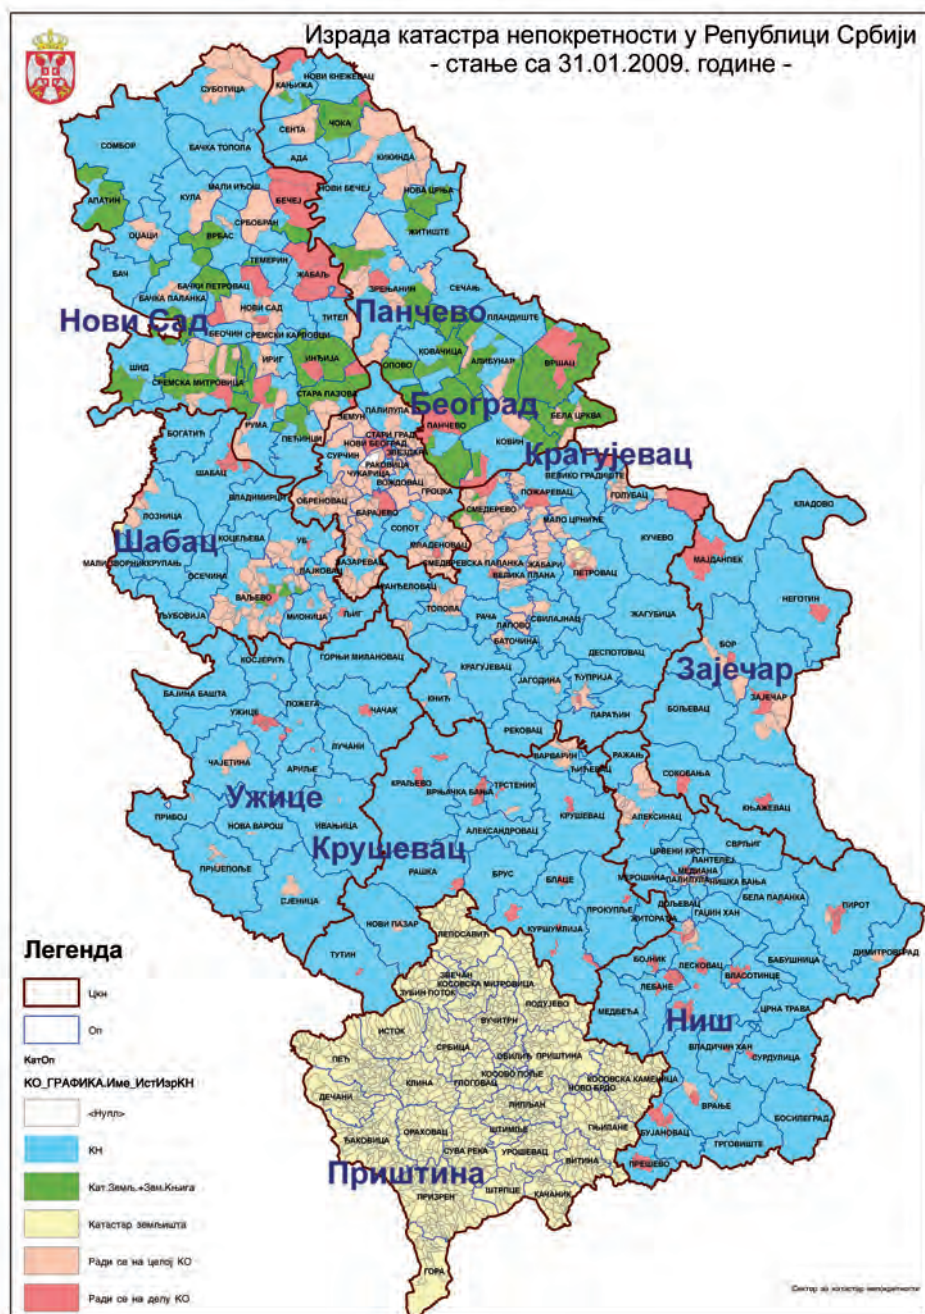 Израда катастра непокретности у Републици Србији
- стање са 31.01.2009. године -
СУБОТИЦА
КАЊИЖА
НОВИ КНЕЖЕВАЦ
СЕНТА
ЧОКА
СОМБОР
БАЧКА ТОПОЛА
АДА
КИКИНДА
МАЛИ ИЂОШ
НОВИ БЕЧЕЈ
АПАТИН
КУЛА
БЕЧЕЈ
НОВА ЦРЊА
СРБОБРАН
ОЏАЦИ
ВРБАС
ЖИТИШТЕ
БАЧ
ТЕМЕРИН
ЖАБАЉ
БАЧКИ ПЕТРОВАЦ
ЗРЕЊАНИН
СЕЧАЊ
БАЧКА ПАЛАНКА
НОВИ САД
ТИТЕЛ
Нови Сад
Панчево
ПЛАНДИШТЕ
БЕОЧИН
СРЕМСКИ КАРЛОВЦИ
ШИД
ИРИГ
ИНЂИЈА
ОПОВО
КОВАЧИЦА
АЛИБУНАР
ВРШАЦ
СРЕМСКА МИТРОВИЦА
СТАРА ПАЗОВА
РУМА
ПЕЋИНЦИ
ЗЕМУН
ПАЛИЛУЛА
Београд
БЕЛА ЦРКВА
ПАНЧЕВО
КОВИН
БОГАТИЋ
СТАРИ ГРАД
НОВИ БЕОГРАД
ЗВЕЗДАРА
СУРЧИН
РАКОВИЦА
ЧУКАРИЦА
ВОЖДОВАЦ
Крагујевац
ВЕЛИКО ГРАДИШТЕ
ШАБАЦ
ГРОЦКА
ПОЖАРЕВАЦ
ГОЛУБАЦ
ВЛАДИМИРЦИ
ОБРЕНОВАЦ
БАРАЈЕВО
СМЕДЕРЕВО
МАЛО ЦРНИЋЕ
КЛАДОВО
ЛОЗНИЦА
СОПОТ
КУЧЕВО
Шабац
КОЦЕЉЕВА
УБ
МЛАДЕНОВАЦ
МАЈДАНПЕК
МАЛИ ЗВОРНИК
КРУПАЊ
ОСЕЧИНА
ЛАЈКОВАЦ
ЛАЗАРЕВАЦ
СМЕДЕРЕВСКА ПАЛАНКА
ЖАБАРИ
ВЕЛИКА ПЛАНА
ПЕТРОВАЦ
АРАНЂЕЛОВАЦ
ВАЉЕВО
НЕГОТИН
ЉУБОВИЈА
МИОНИЦА
ЉИГ
ТОПОЛА
РАЧА
ЛАПОВО
СВИЛАЈНАЦ
ЖАГУБИЦА
БАТОЧИНА
БОР
КОСЈЕРИЋ
ГОРЊИ МИЛАНОВАЦ
ДЕСПОТОВАЦ
Зајечар
КРАГУЈЕВАЦ
ЈАГОДИНА
ЋУПРИЈА
БАЈИНА БАШТА
КНИЋ
ЗАЈЕЧАР
УЖИЦЕ
ПОЖЕГА
ЧАЧАК
БОЉЕВАЦ
ПАРАЋИН
РЕКОВАЦ
ЛУЧАНИ
ВАРВАРИН
РАЖАЊ
ЧАЈЕТИНА
АРИЉЕ
КРАЉЕВО
ВРЊАЧКА БАЊА
ТРСТЕНИК
ЋИЋЕВАЦ
СОКОБАЊА
Ужице
КЊАЖЕВАЦ
ПРИБОЈ
КРУШЕВАЦ
АЛЕКСИНАЦ
НОВА ВАРОШ
ИВАЊИЦА
АЛЕКСАНДРОВАЦ
СВРЉИГ
Крушевац
ЦРВЕНИ КРСТ
ПАНТЕЛЕЈ
ПРИЈЕПОЉЕ
РАШКА
БРУС
БЛАЦЕ
МЕРОШИНА
МЕДИАНА
ПАЛИЛУЛА
НИШКА БАЊА
СЈЕНИЦА
БЕЛА ПАЛАНКА
ПИРОТ
ПРОКУПЉЕ
ДОЉЕВАЦ
ЖИТОРАЂА
ГАЏИН ХАН
НОВИ ПАЗАР
КУРШУМЛИЈА
ЛЕПОСАВИЋ
ДИМИТРОВГРАД
ТУТИН
БОЈНИК
ЛЕСКОВАЦ
БАБУШНИЦА
ВЛАСОТИНЦЕ
ЗВЕЧАН
ЛЕБАНЕ
КОСОВСКА МИТРОВИЦА
ЗУБИН ПОТОК
ПОДУЈЕВО
МЕДВЕЂА
ЦРНА ТРАВА
Ниш
ВУЧИТРН
ИСТОК
СРБИЦА
ВЛАДИЧИН ХАН
СУРДУЛИЦА
ПЕЋ
ОБИЛИЋ
ПРИШТИНА
КОСОВО ПОЉЕ
КЛИНА
ГЛОГОВАЦ
КОСОВСКА КАМЕНИЦА
НОВО БРДО
ДЕЧАНИ
ВРАЊЕ
БОСИЛЕГРАД
ЛИПЉАН
ЂАКОВИЦА
ОРАХОВАЦ
ШТИМЉЕ
ГЊИЛАНЕ
БУЈАНОВАЦ
ТРГОВИШТЕ
СУВА РЕКА
УРОШЕВАЦ
ВИТИНА
ПРЕШЕВО
Приштина
ПРИЗРЕН
ШТРПЦЕ
КАЧАНИК
ГОРА
Легенда
Цкн
Оп
КатОп
КО_ГРАФИКА.Име_ИстИзрКН
<Нулл>
КН
Кат.Земљ.+Зем.Књига
Катастар земљишта
Ради се на целој КО
Ради се на делу КО
Сектор за катастар непокретности